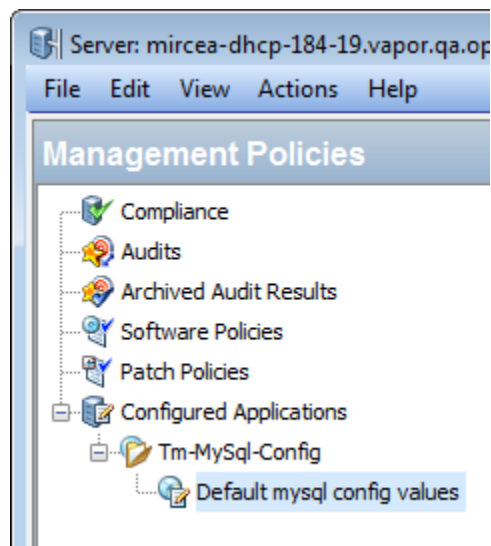 Server: mircea-dhcp-184-19.vapor.qa.op
File Edit View Actions Help
Management Policies
Compliance
Audits
Archived Audit Results
Software Policies
Patch Policies
Configured Applications
Tm-MySql-Config
Default mysql config values